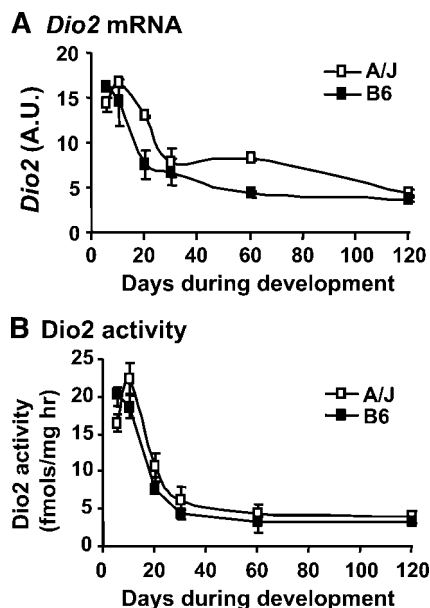 A Dio2 mRNA
20
15
10
5
0
Dio2 (A.U.)
A/J
B6
0 20 40 60 80 100 120
Days during development
B Dio2 activity
25
20
15
10
5
0
Dio2 activity
(fmols/mg hr)
A/J
B6
0 20 40 60 80 100 120
Days during development